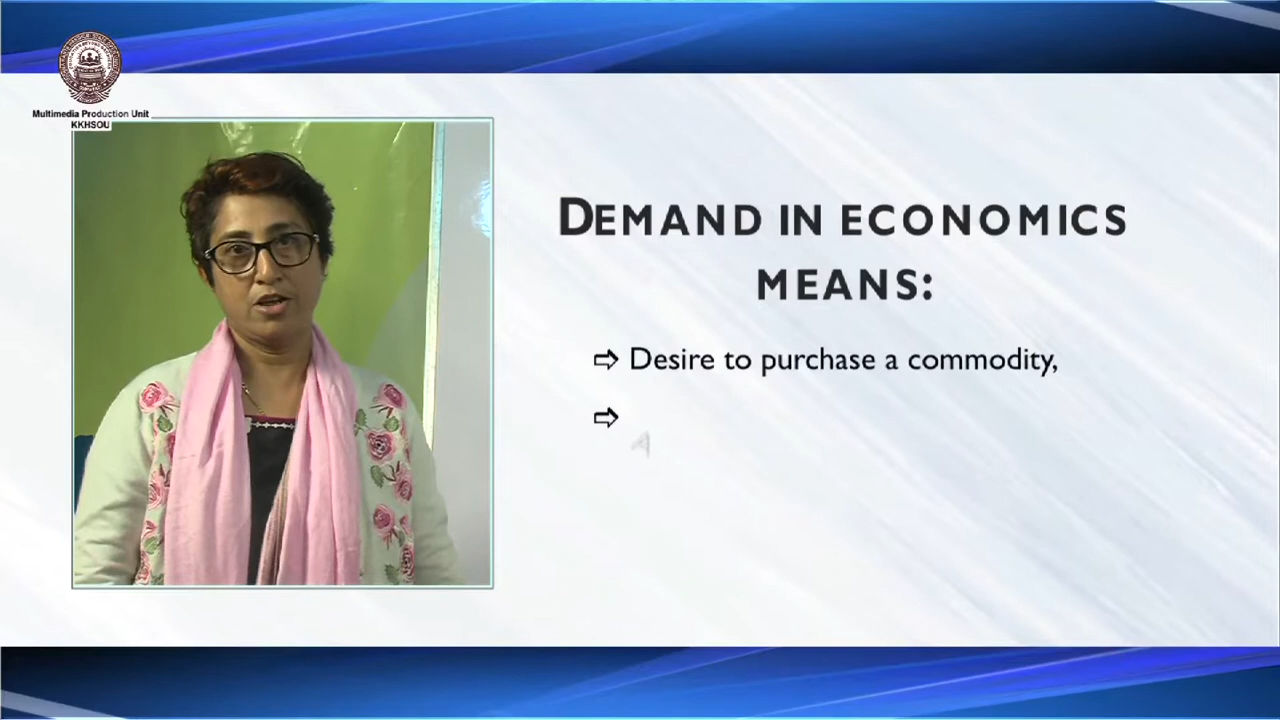 Multimedia Production Unit
KKHSOU
DEMAND IN ECONOMICS
MEANS:
⇨ Desire to purchase a commodity,
⇨
A